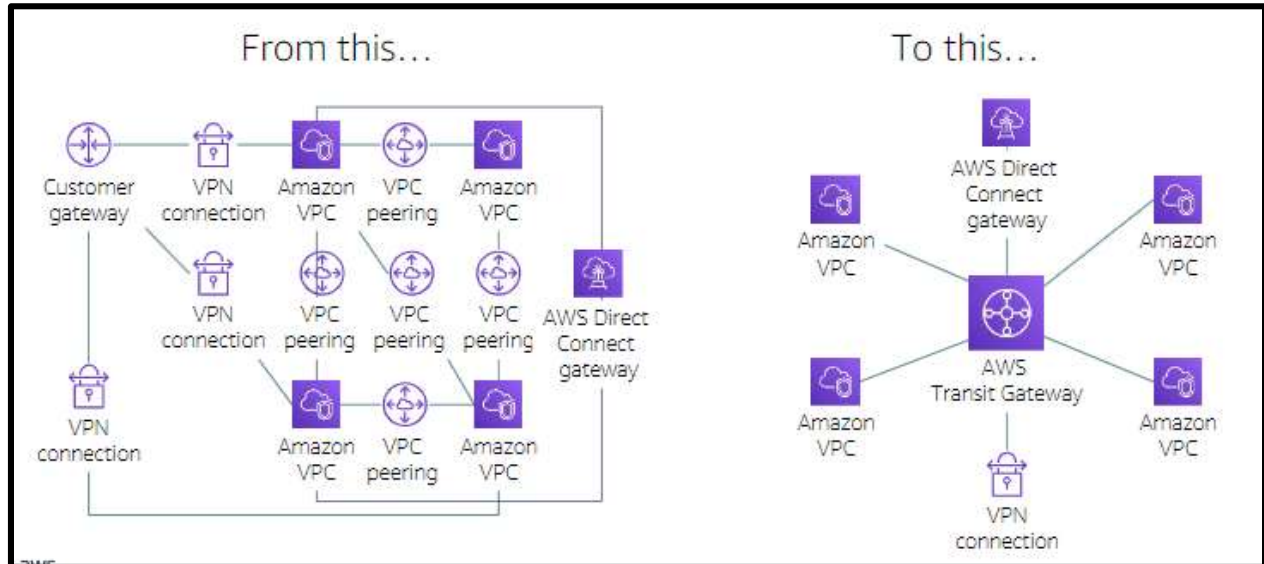 From this...
To this...
Customer
gateway
VPN
connection
Amazon
VPC
VPC
peering
Amazon
VPC
VPN
connection
VPC
peering
VPC
peering
VPC
peering
AWS Direct
Connect
gateway
VPN
connection
Amazon
VPC
VPC
peering
Amazon
VPC
AWS Direct
Connect
gateway
Amazon
VPC
Amazon
VPC
AWS
Transit Gateway
Amazon
VPC
Amazon
VPC
VPN
connection
aws